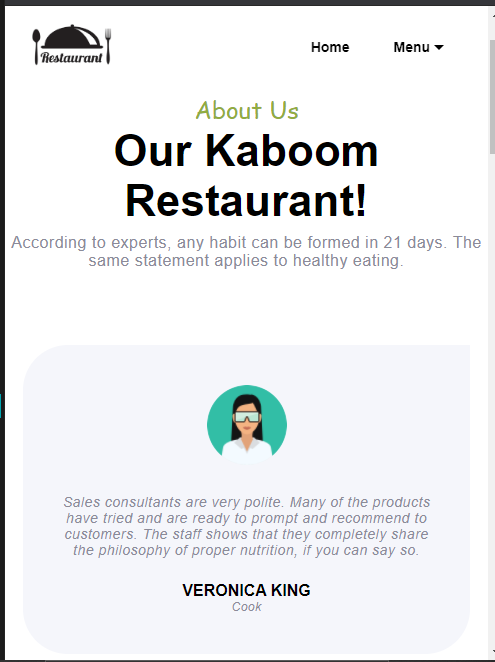 Restaurant
Home
Menu
About Us
Our Kaboom
Restaurant!
According to experts, any habit can be formed in 21 days. The
same statement applies to healthy eating.
Sales consultants are very polite. Many of the products
have tried and are ready to prompt and recommend to
customers. The staff shows that they completely share
the philosophy of proper nutrition, if you can say so.
VERONICA KING
Cook